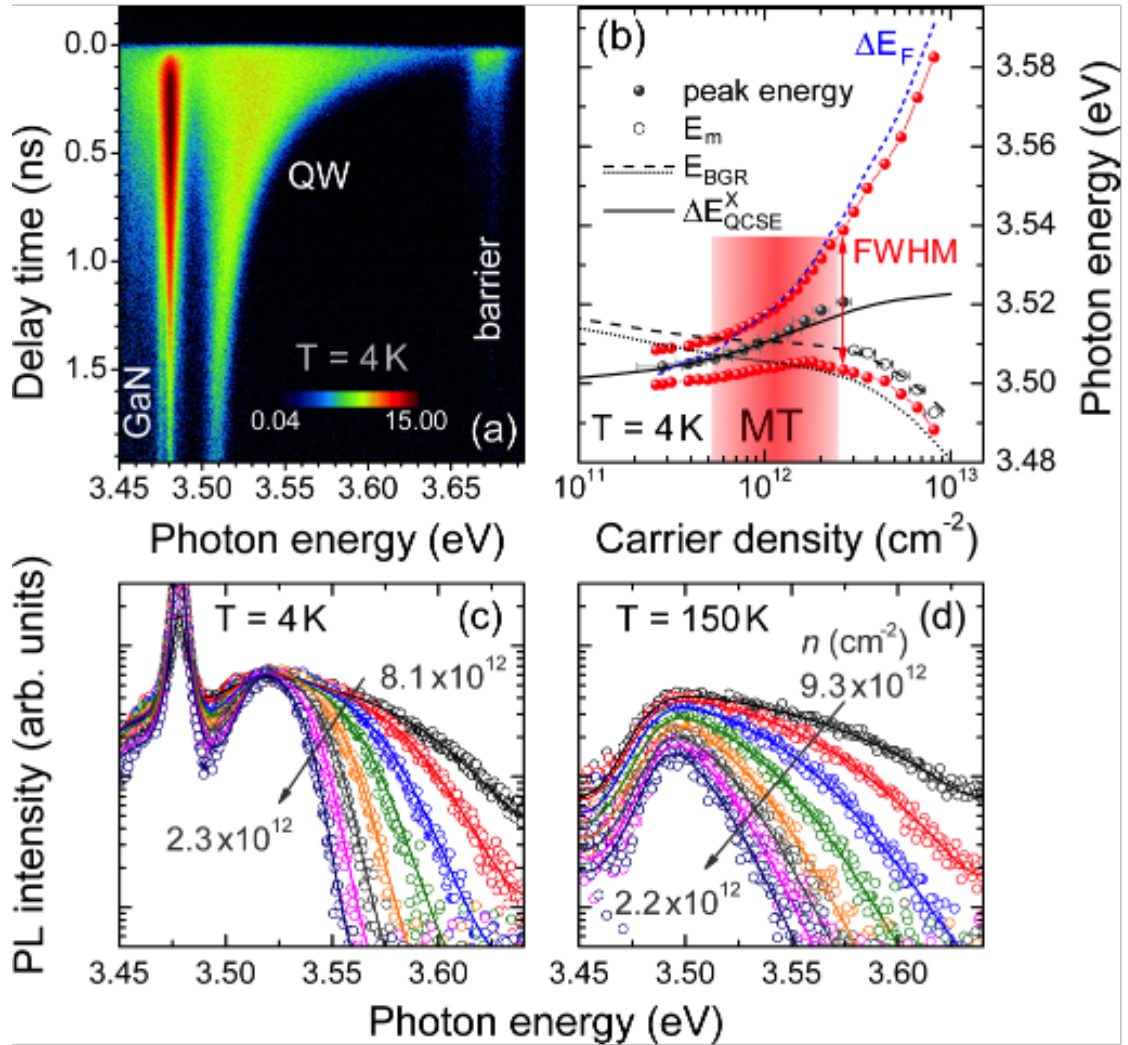 (a)
Delay time (ns)
0.0
0.5
1.0
1.5
GaN
QW
barrier
T = 4 K
0.04
15.00
3.45 3.50 3.55 3.60 3.65
Photon energy (eV)
(b)
ΔE_F
peak energy
E_m
E_BGR
ΔE^X_QCSE
FWHM
MT
T = 4 K
3.58
3.56
3.54
3.52
3.50
3.48
Photon energy (eV)
10^11 10^12 10^13
Carrier density (cm^-2)
PL intensity (arb. units)
T = 4 K
(c)
8.1x10^12
2.3x10^12
3.45 3.50 3.55 3.60
T = 150 K
(d)
n (cm^-2)
9.3x10^12
2.2x10^12
3.45 3.50 3.55 3.60
Photon energy (eV)